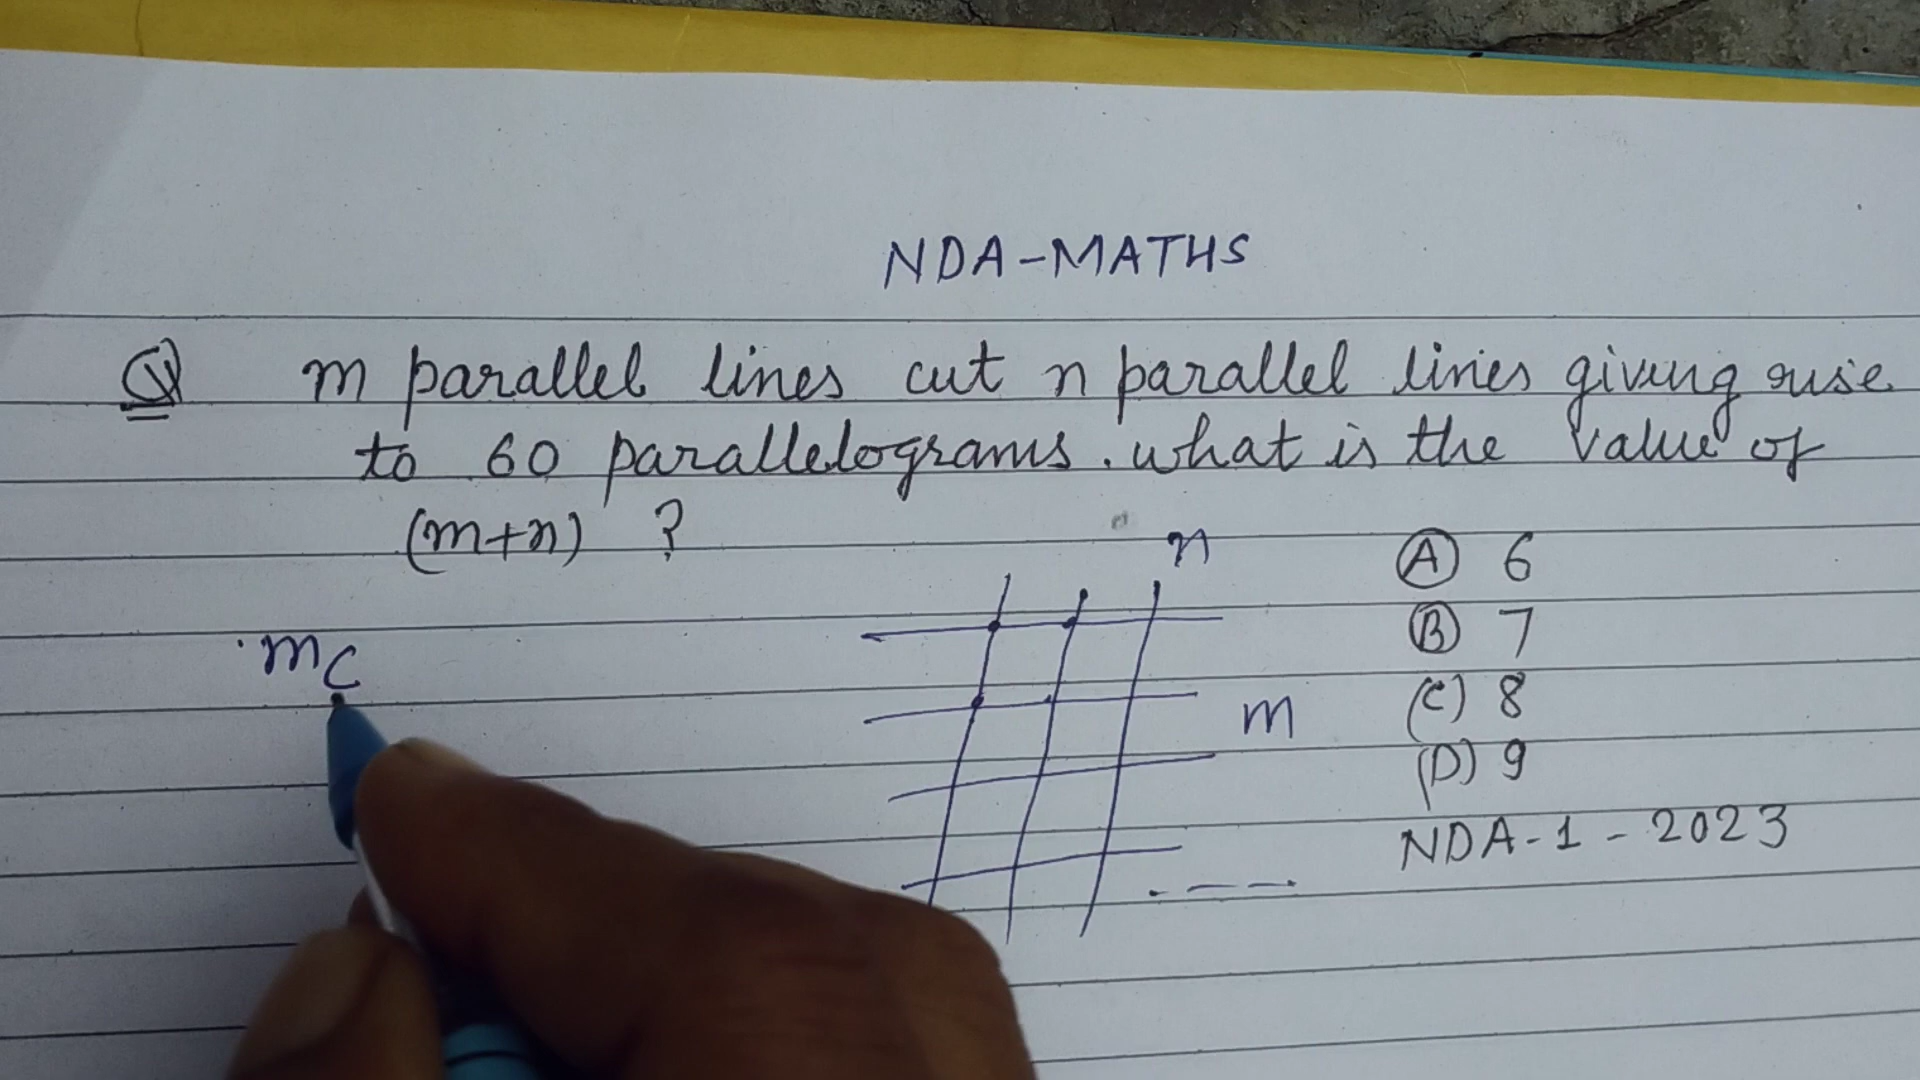 NDA-MATHS
Q m parallel lines cut n parallel lines giving rise
to 60 parallelograms. what is the value of
(m+n) ?
n
(A) 6
(B) 7
mC
m
(C) 8
(D) 9
NDA-1-2023